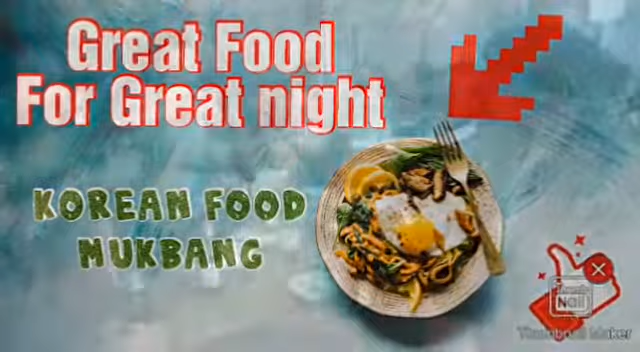 Great Food
For Great night
KOREAN FOOD
MUKBANG
Thumbnail Maker